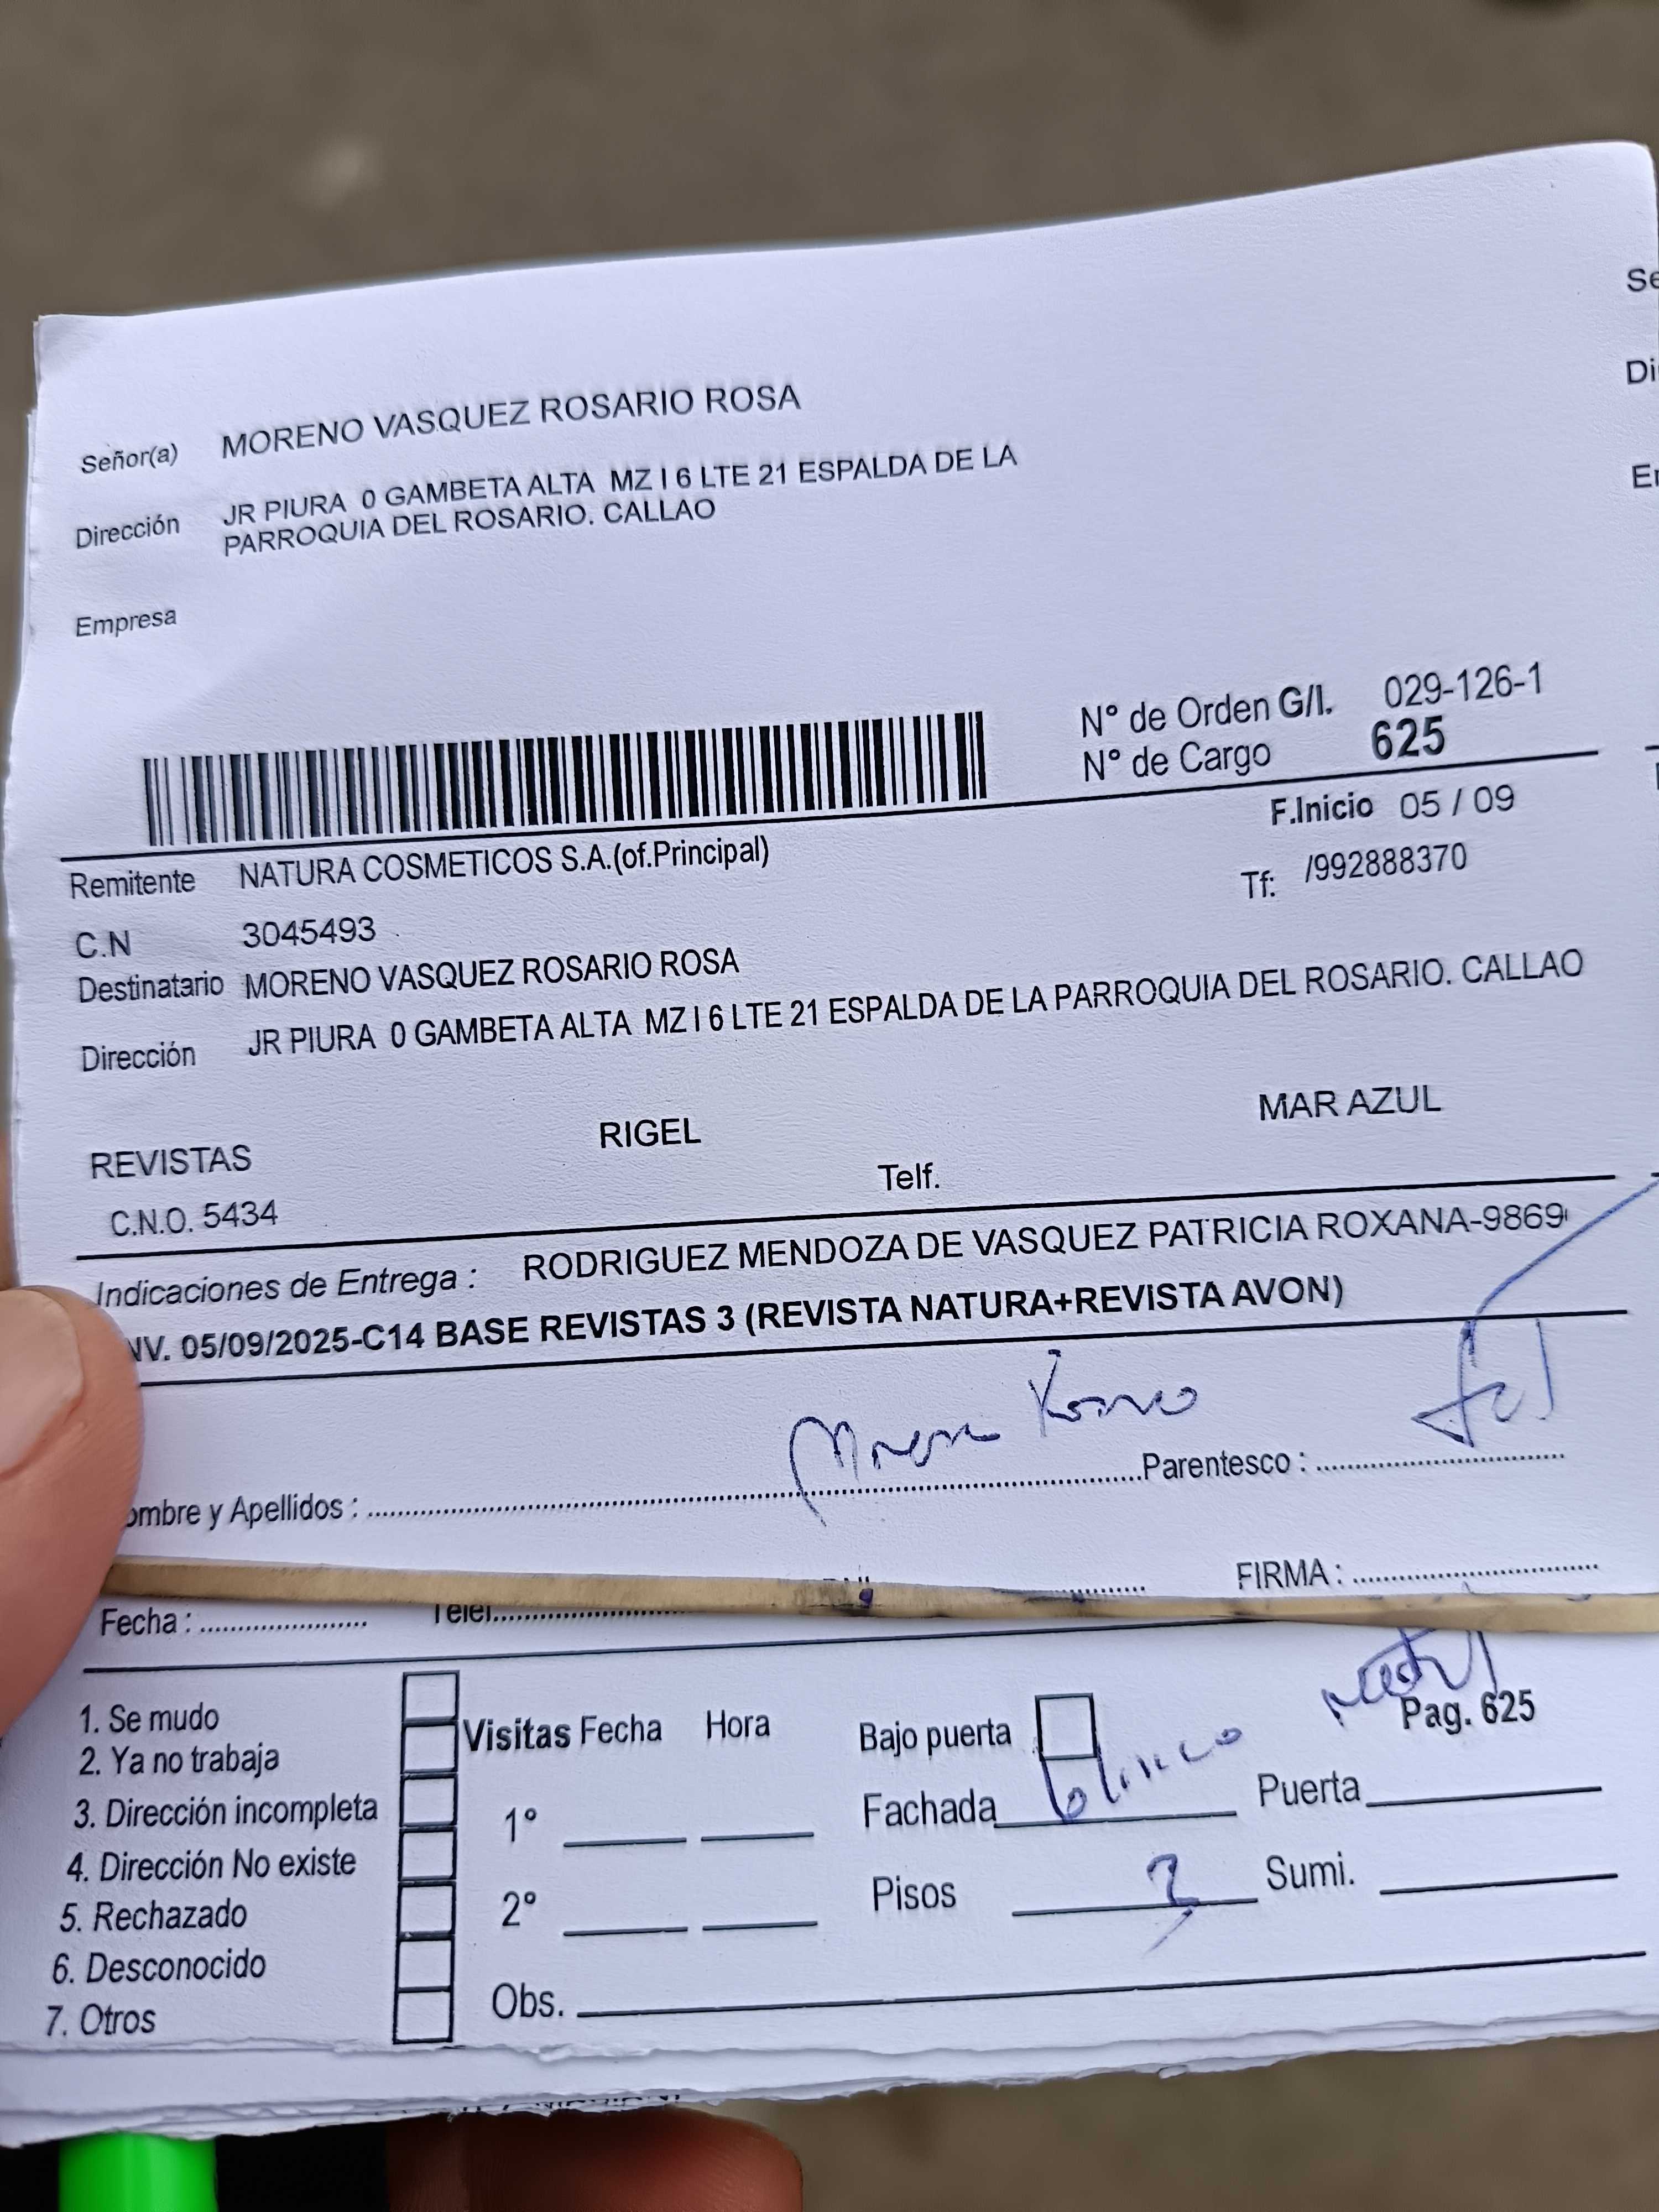 Señor(a) MORENO VASQUEZ ROSARIO ROSA
Dirección JR PIURA 0 GAMBETA ALTA MZ I 6 LTE 21 ESPALDA DE LA
PARROQUIA DEL ROSARIO. CALLAO
Empresa
N° de Orden G/I. 029-126-1
N° de Cargo 625
F.Inicio 05 / 09
Remitente NATURA COSMETICOS S.A.(of.Principal)
Tf: /992888370
C.N 3045493
Destinatario MORENO VASQUEZ ROSARIO ROSA
Dirección JR PIURA 0 GAMBETA ALTA MZ I 6 LTE 21 ESPALDA DE LA PARROQUIA DEL ROSARIO. CALLAO
REVISTAS RIGEL MAR AZUL
C.N.O. 5434 Telf.
Indicaciones de Entrega : RODRIGUEZ MENDOZA DE VASQUEZ PATRICIA ROXANA-9869
NV. 05/09/2025-C14 BASE REVISTAS 3 (REVISTA NATURA+REVISTA AVON)
ombre y Apellidos : Parentesco :
FIRMA :
Fecha : Telef.
1. Se mudo
2. Ya no trabaja
3. Dirección incompleta
4. Dirección No existe
5. Rechazado
6. Desconocido
7. Otros
Visitas Fecha Hora
1°
2°
Obs.
Bajo puerta
Pag. 625
Fachada blinco Puerta
Pisos Sumi.
Se
Di